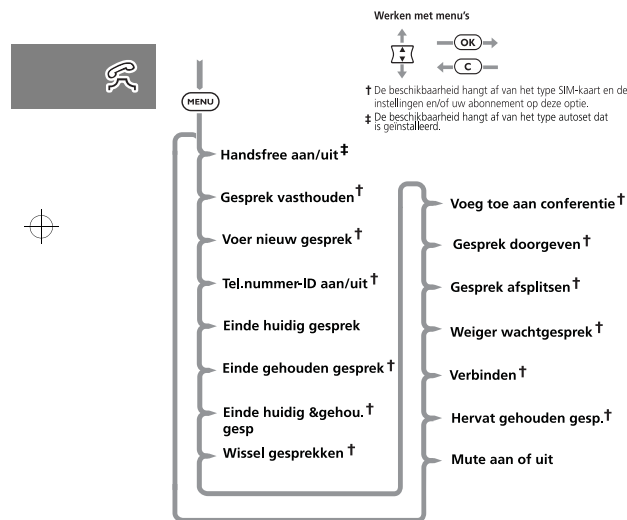 Werken met menu's
OK
C
† De beschikbaarheid hangt af van het type SIM-kaart en de
instellingen en/of uw abonnement op deze optie.
‡ De beschikbaarheid hangt af van het type autoset dat
is geïnstalleerd.
MENU
Handsfree aan/uit ‡
Gesprek vasthouden †
Voer nieuw gesprek †
Tel.nummer-ID aan/uit †
Einde huidig gesprek
Einde gehouden gesprek †
Einde huidig &gehou. †
gesp
Wissel gesprekken †
Voeg toe aan conferentie †
Gesprek doorgeven †
Gesprek afsplitsen †
Weiger wachtgesprek †
Verbinden †
Hervat gehouden gesp. †
Mute aan of uit